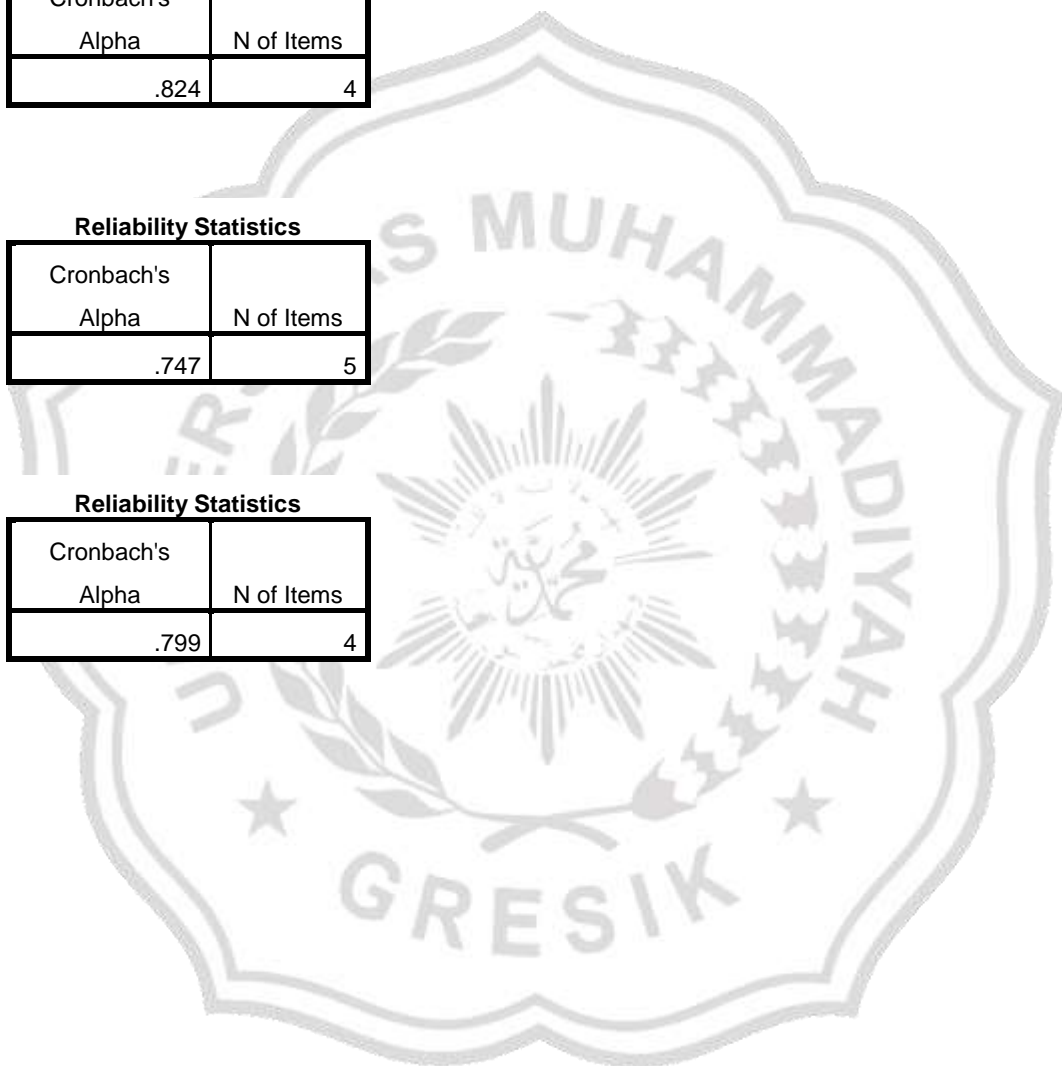 Cronbach's
Alpha N of Items
.824 4
Reliability Statistics
Cronbach's
Alpha N of Items
.747 5
Reliability Statistics
Cronbach's
Alpha N of Items
.799 4
MUHAMMADIYAH
GRESIK